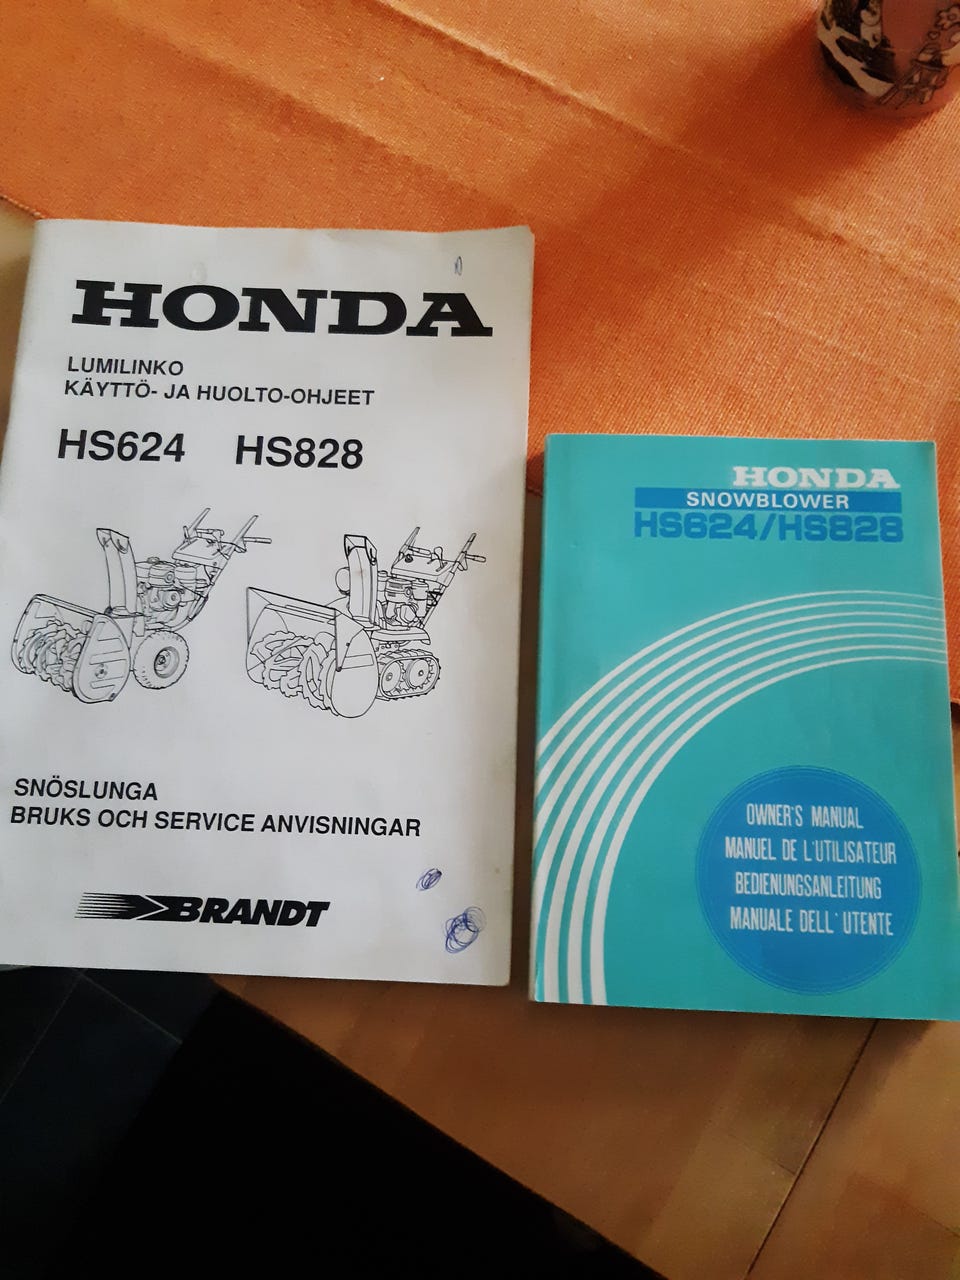 HONDA
LUMILINKO
KÄYTTÖ- JA HUOLTO-OHJEET
HS624 HS828
SNÖSLUNGA
BRUKS OCH SERVICE ANVISNINGAR
BRANDT
HONDA
SNOWBLOWER
HS624/HS828
OWNER'S MANUAL
MANUEL DE L'UTILISATEUR
BEDIENUNGSANLEITUNG
MANUALE DELL' UTENTE